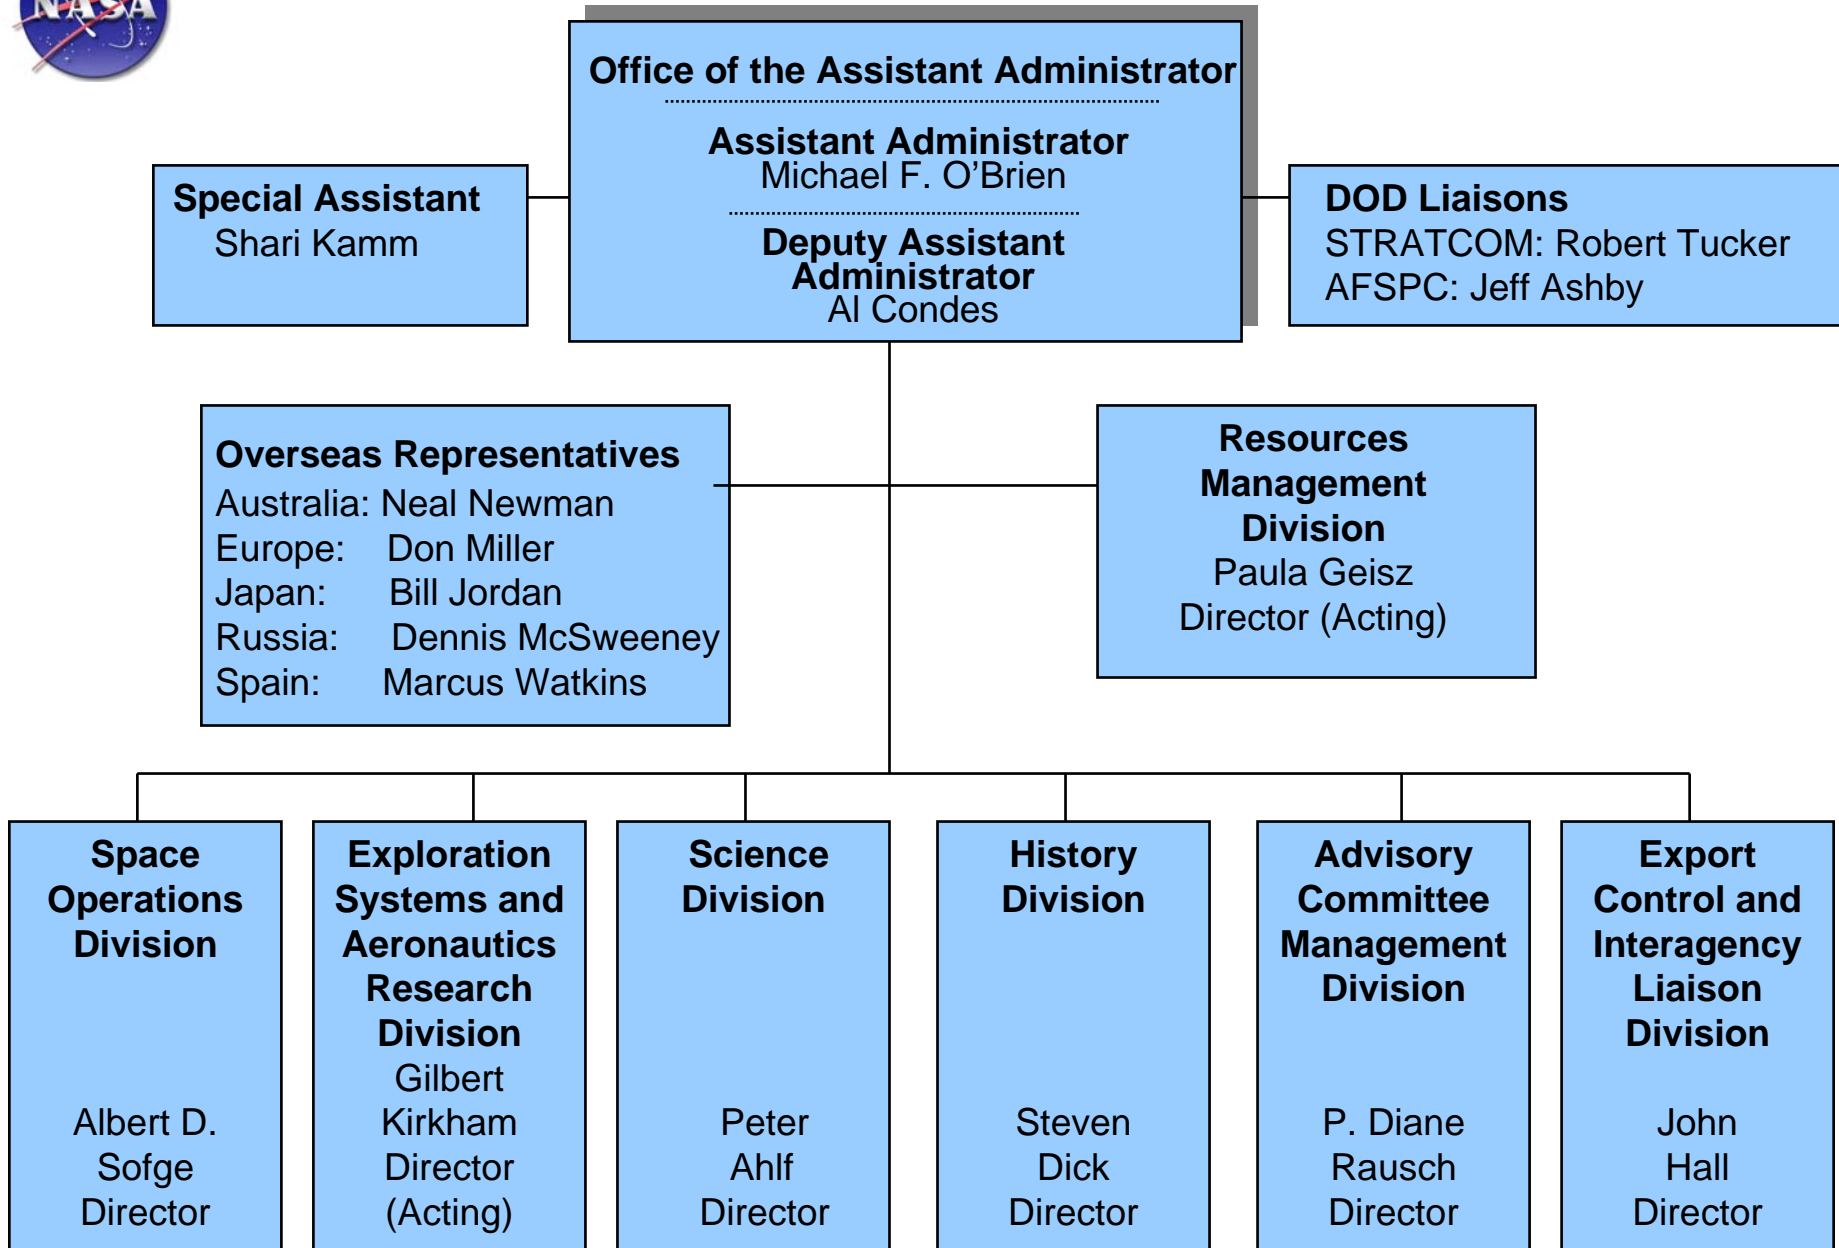 NASA
Office of the Assistant Administrator
Assistant Administrator
Michael F. O'Brien
Deputy Assistant
Administrator
Al Condes
Special Assistant
Shari Kamm
DOD Liaisons
STRATCOM: Robert Tucker
AFSPC: Jeff Ashby
Overseas Representatives
Australia: Neal Newman
Europe: Don Miller
Japan: Bill Jordan
Russia: Dennis McSweeney
Spain: Marcus Watkins
Resources
Management
Division
Paula Geisz
Director (Acting)
Space
Operations
Division
Albert D.
Sofge
Director
Exploration
Systems and
Aeronautics
Research
Division
Gilbert
Kirkham
Director
(Acting)
Science
Division
Peter
Ahlf
Director
History
Division
Steven
Dick
Director
Advisory
Committee
Management
Division
P. Diane
Rausch
Director
Export
Control and
Interagency
Liaison
Division
John
Hall
Director